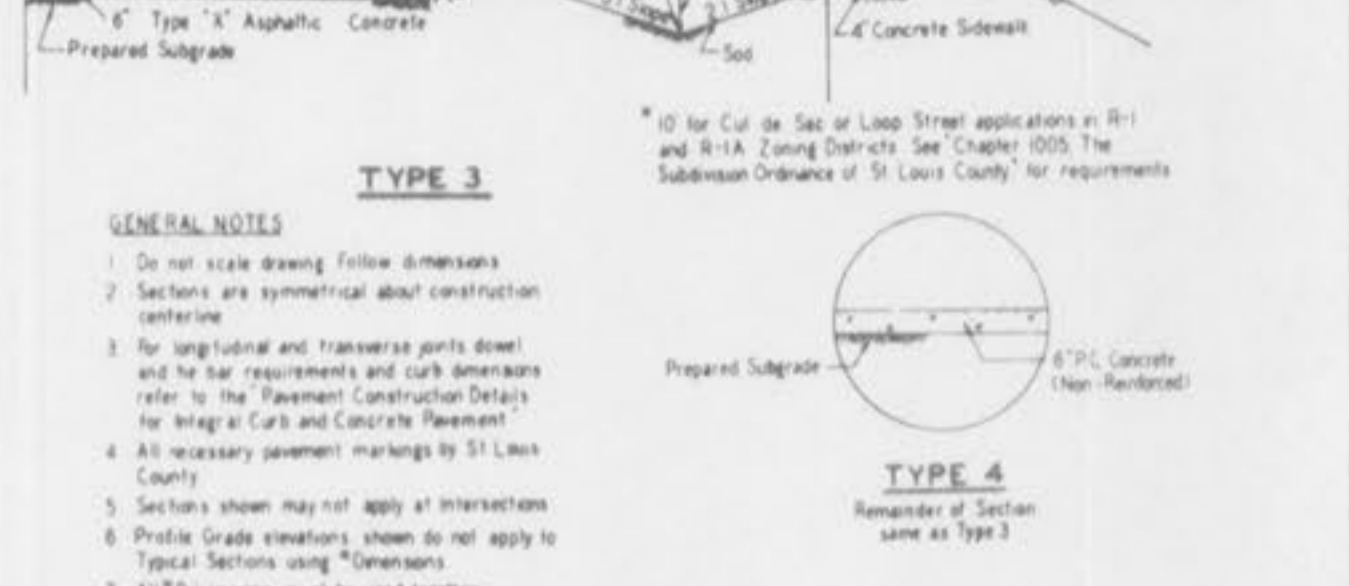 6" Type "X" Asphaltic Concrete
Prepared Subgrade
Sod
4" Concrete Sidewalk
* 10' for Cul de Sac or Loop Street applications in R-1
and R-1A Zoning Districts See "Chapter 1005 The
Subdivision Ordinance of St. Louis County" for requirements
TYPE 3
GENERAL NOTES
1 Do not scale drawing Follow dimensions
2 Sections are symmetrical about construction
centerline
3 For longitudinal and transverse joints dowel
and tie bar requirements and curb dimensions
refer to the "Pavement Construction Details
for Integral Curb and Concrete Pavement"
4 All necessary pavement markings by St Louis
County
5 Sections shown may not apply at Intersections
6 Profile Grade elevations shown do not apply to
Typical Sections using *Dimensions
Prepared Subgrade
6" P.C. Concrete
(Non-Reinforced)
TYPE 4
Remainder of Section
same as Type 3